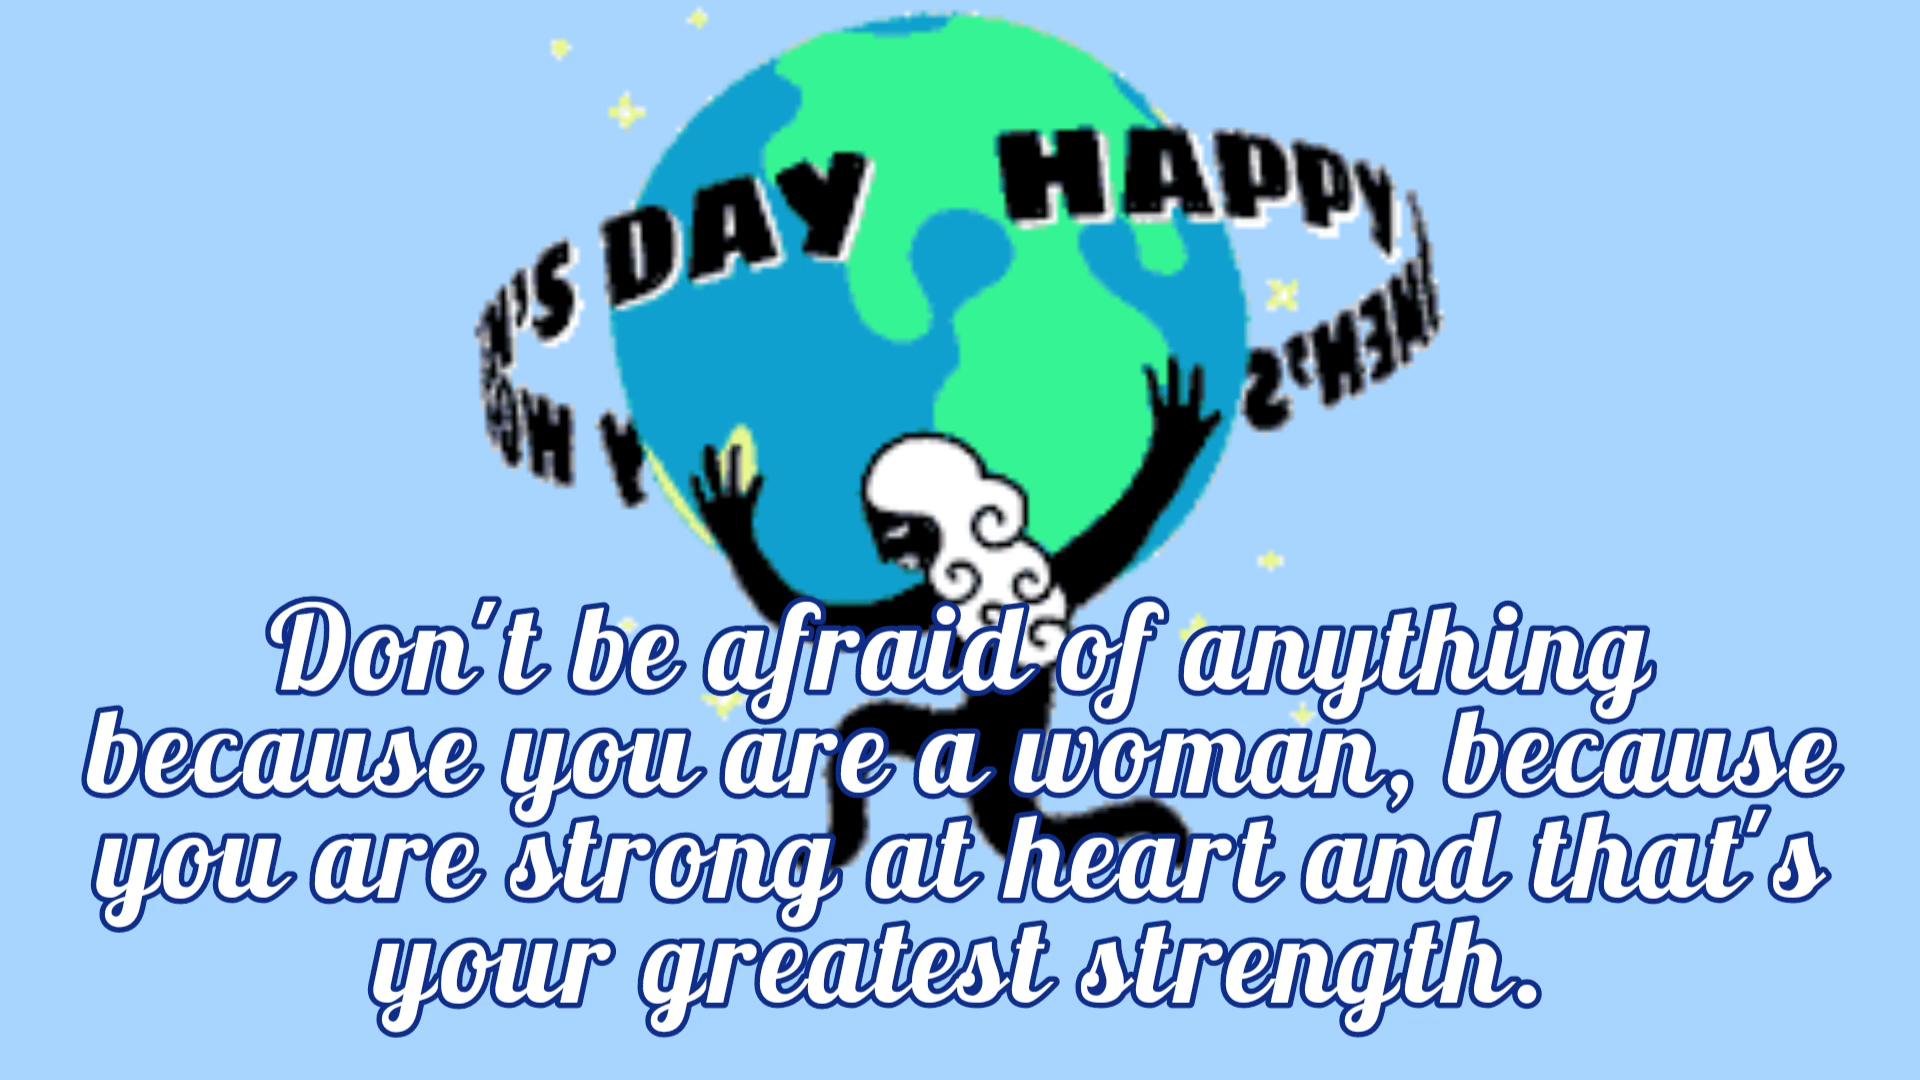 'S DAY HAPPY
Don't be afraid of anything
because you are a woman, because
you are strong at heart and that's
your greatest strength.